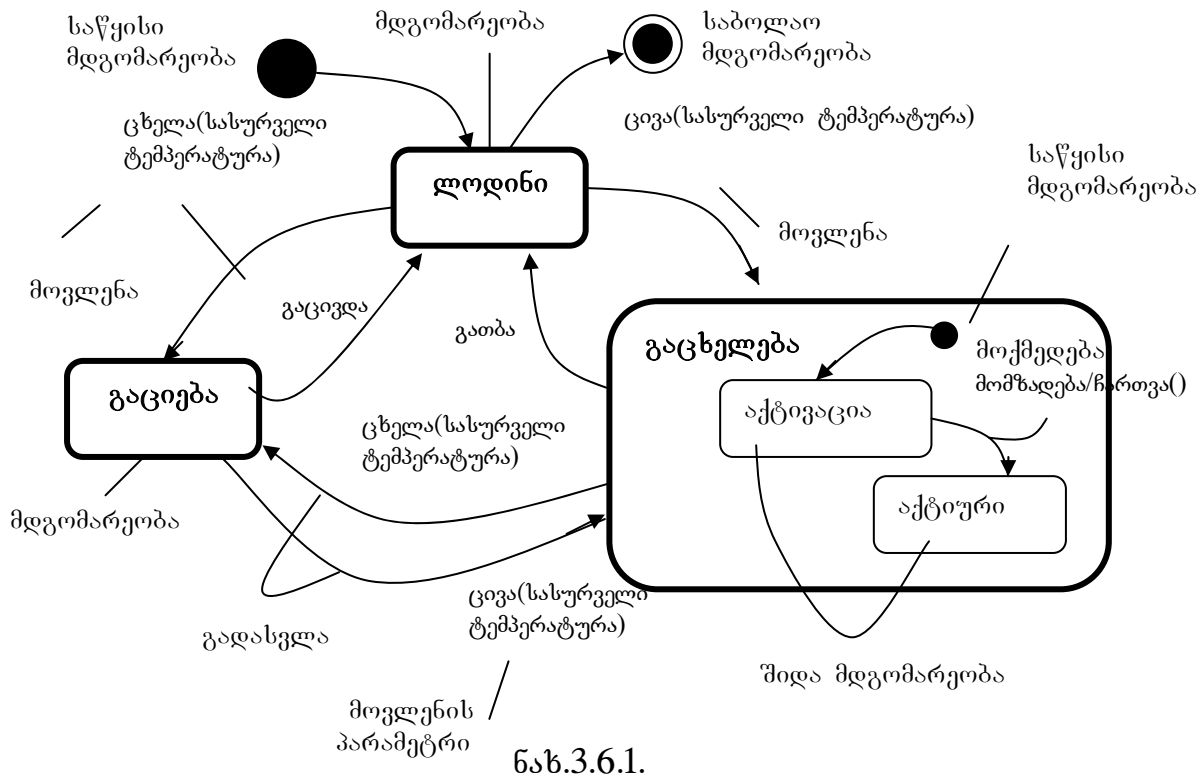 საწყისი
მდგომარეობა
მდგომარეობა
საბოლაო
მდგომარეობა
ცხელა(სასურველი
ტემპერატურა)
ცივა(სასურველი ტემპერატურა)
საწყისი
მდგომარეობა
ლოდინი
მოვლენა
მოვლენა
გაცივდა
გათბა
გაცხელება
მოქმედება
მომზადება/ჩართვა()
გაციება
აქტივაცია
ცხელა(სასურველი
ტემპერატურა)
აქტიური
მდგომარეობა
ცივა(სასურველი
ტემპერატურა)
გადასვლა
შიდა მდგომარეობა
მოვლენის
პარამეტრი
ნახ.3.6.1.